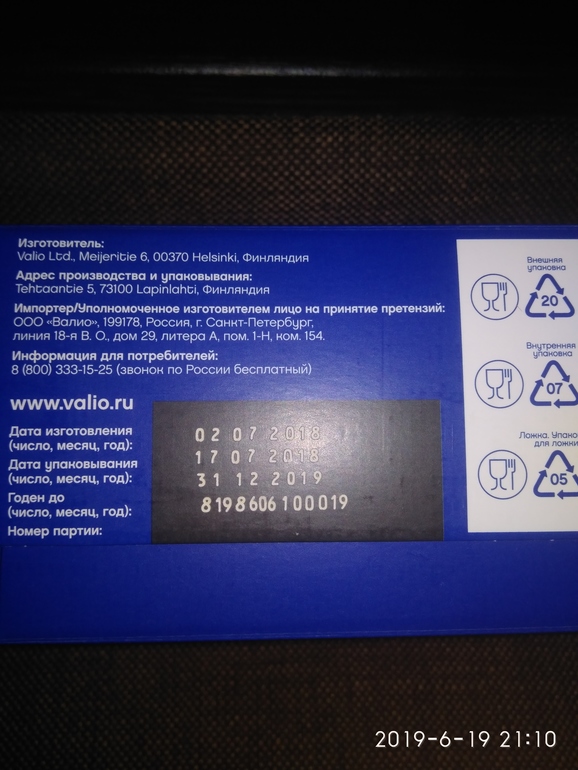 Изготовитель:
Valio Ltd., Meijeritie 6, 00370 Helsinki, Финляндия
Адрес производства и упаковывания:
Tehtaantie 5, 73100 Lapinlahti, Финляндия
Импортер/Уполномоченное изготовителем лицо на принятие претензий:
ООО «Валио», 199178, Россия, г. Санкт-Петербург,
линия 18-я В. О., дом 29, литера А, пом. 1-Н, ком. 154.
Информация для потребителей:
8 (800) 333-15-25 (звонок по России бесплатный)
www.valio.ru
Дата изготовления
(число, месяц, год):
Дата упаковывания
(число, месяц, год):
Годен до
(число, месяц, год):
Номер партии:
02 07 2018
17 07 2018
31 12 2019
8198606100019
Внешняя
упаковка
20
Внутренняя
упаковка
07
Ложка, Упако
для ложки
05
2019-6-19 21:10